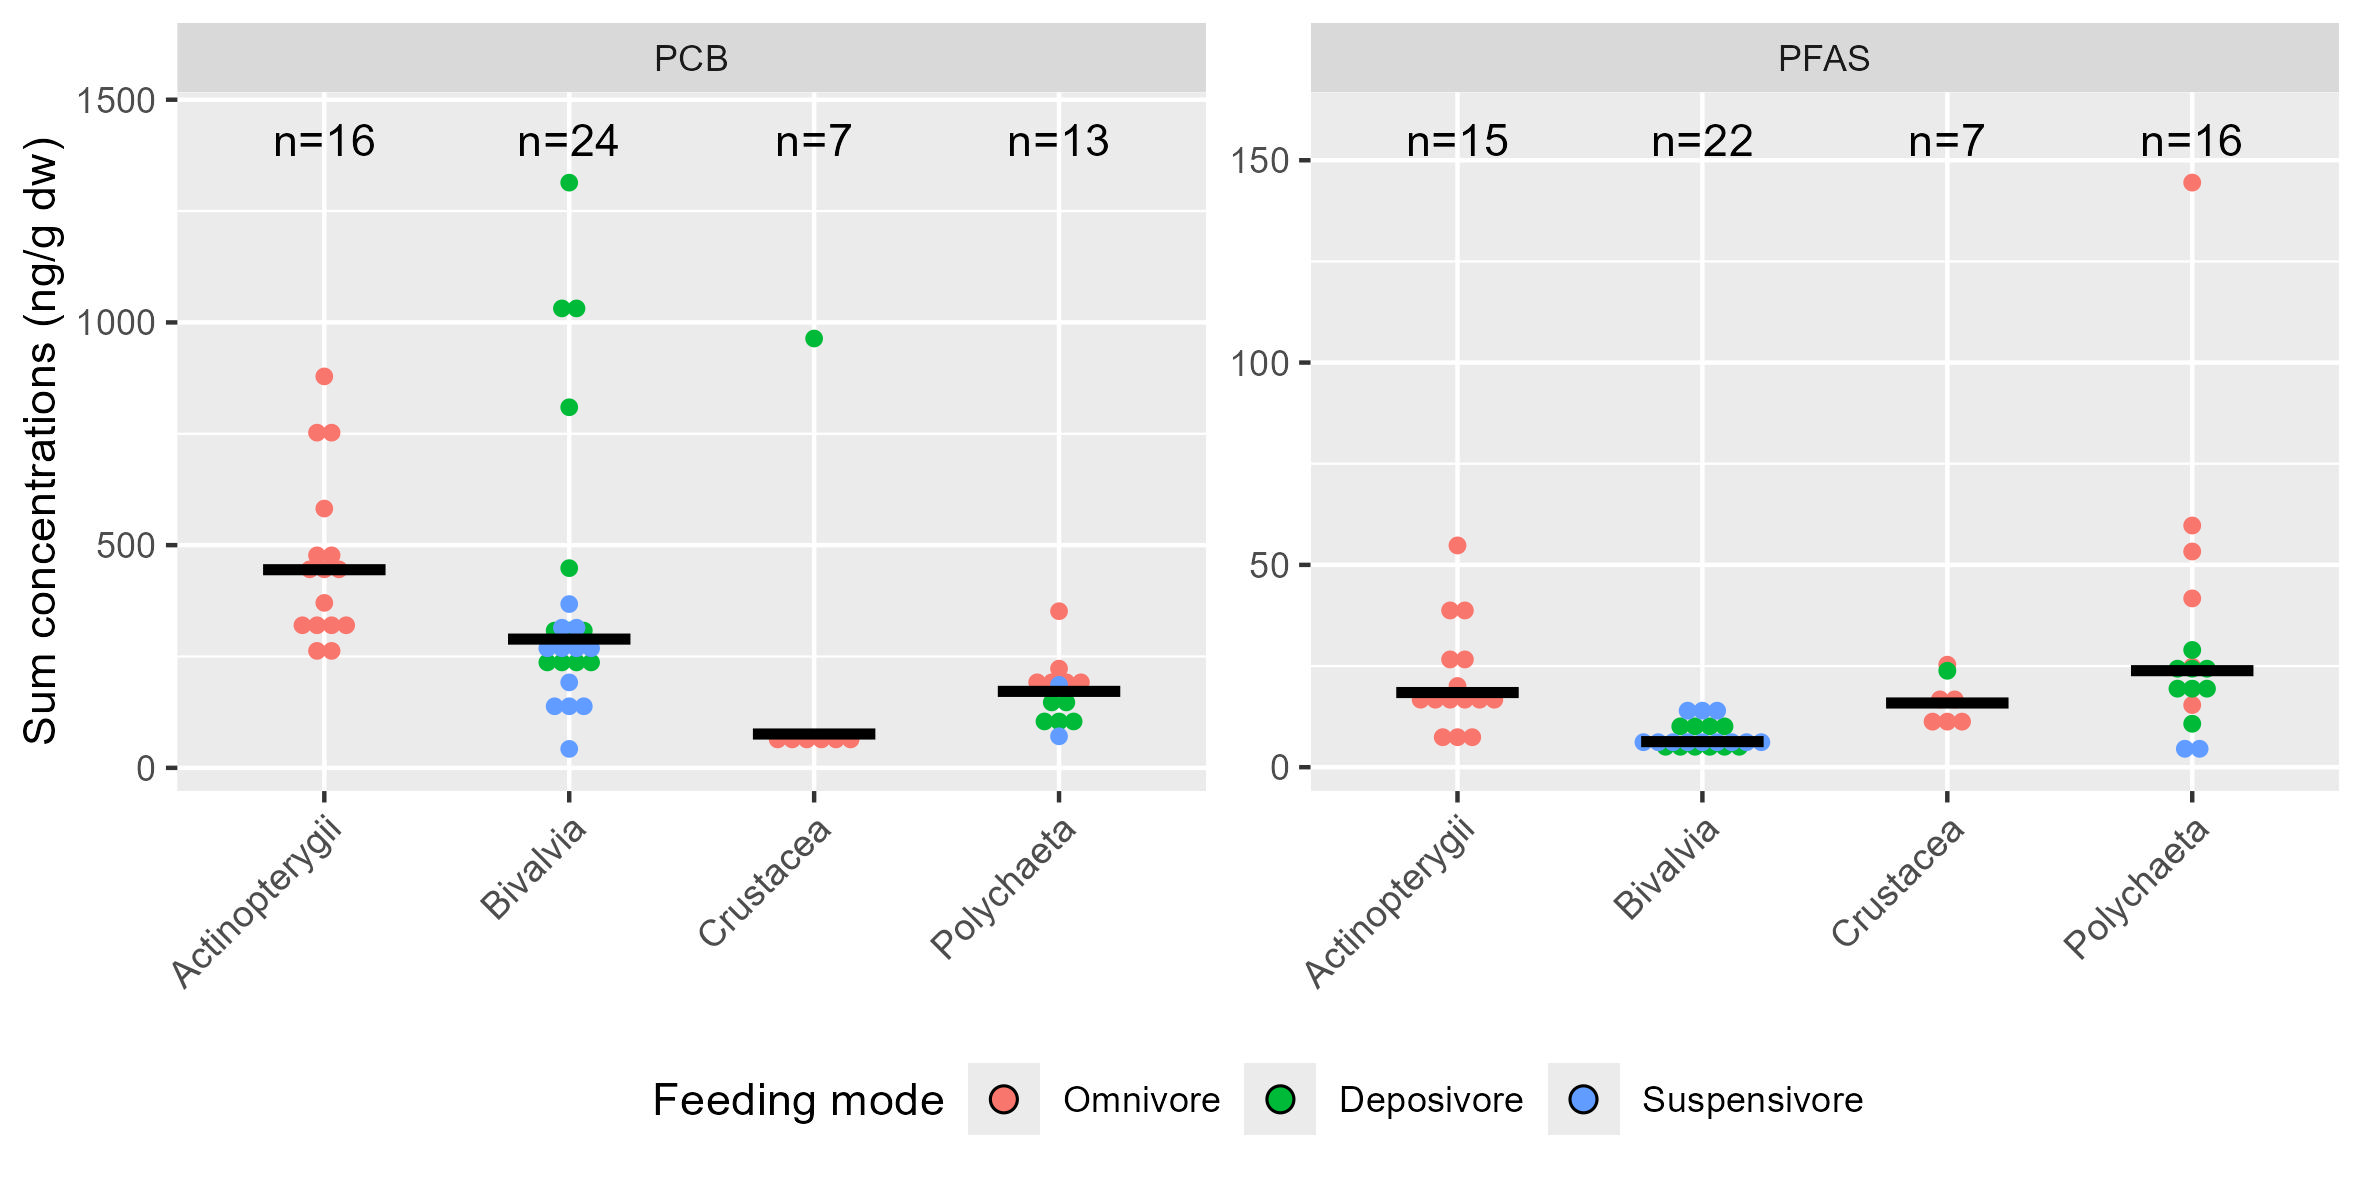 PCB
PFAS
Sum concentrations (ng/g dw)
1500
1000
500
0
n=16
n=24
n=7
n=13
150
100
50
0
n=15
n=22
n=7
n=16
Actinopterygii
Bivalvia
Crustacea
Polychaeta
Actinopterygii
Bivalvia
Crustacea
Polychaeta
Feeding mode
Omnivore
Deposivore
Suspensivore